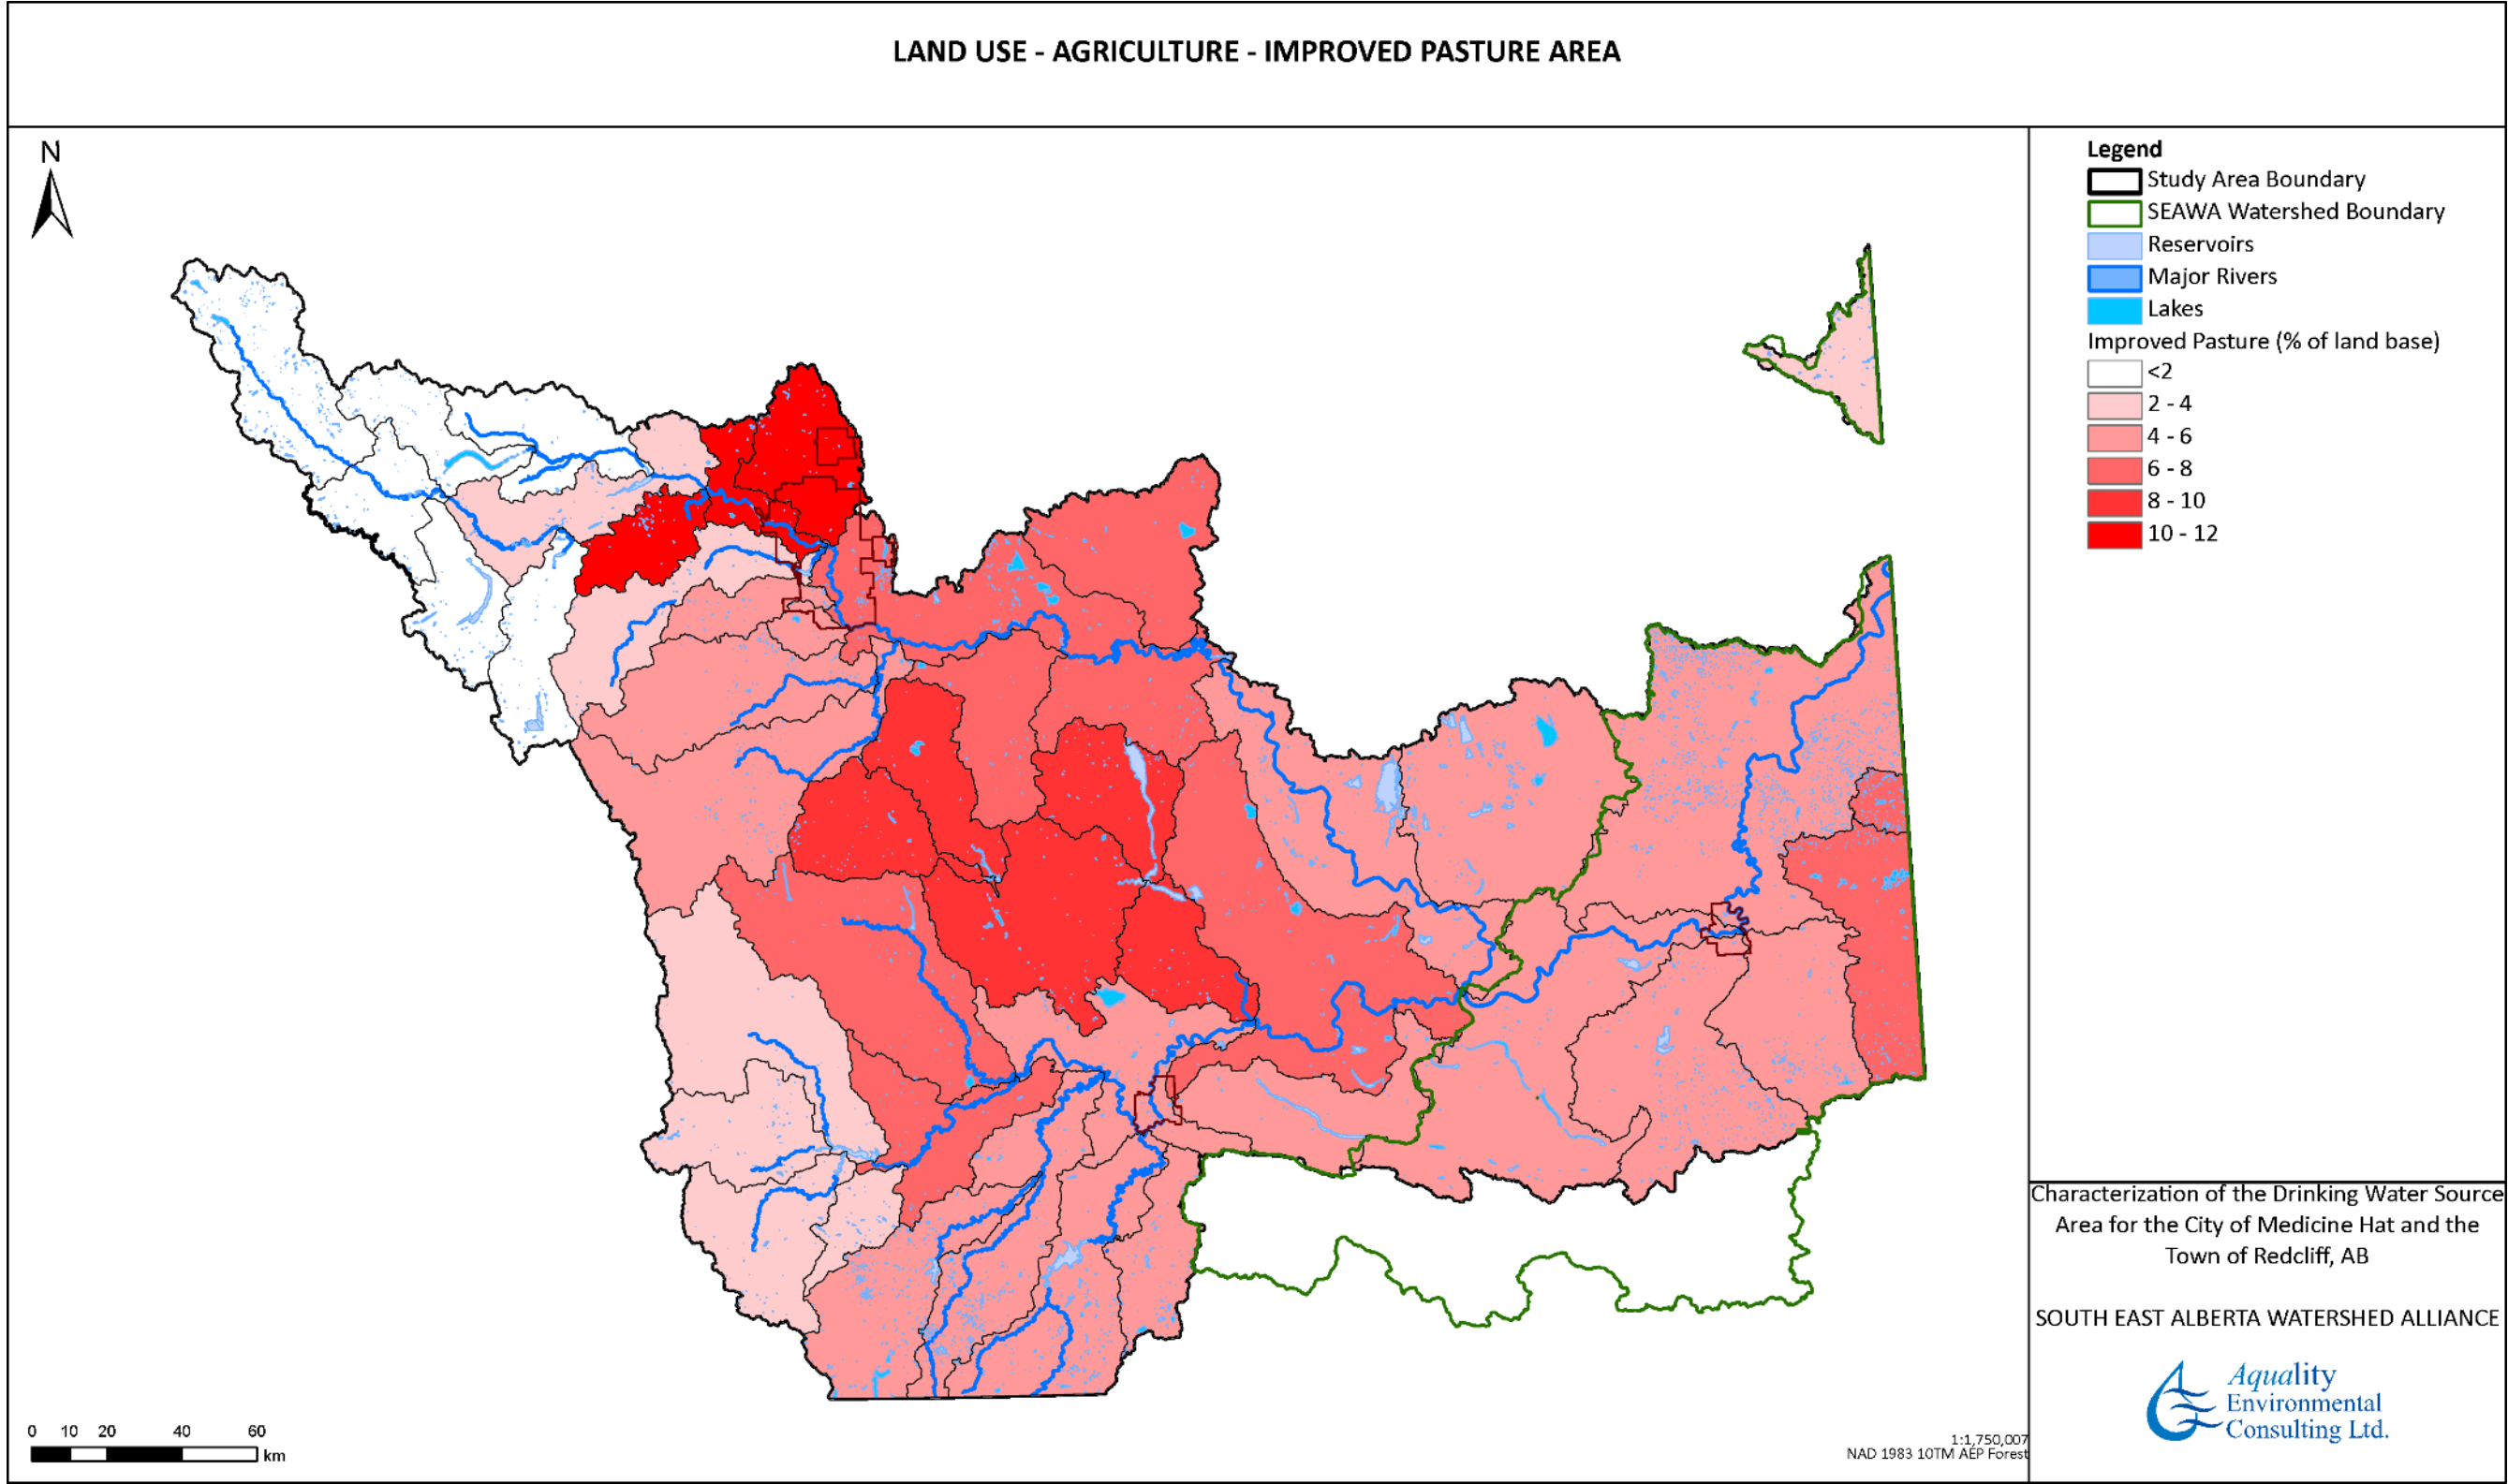 LAND USE - AGRICULTURE - IMPROVED PASTURE AREA
N
Legend
Study Area Boundary
SEAWA Watershed Boundary
Reservoirs
Major Rivers
Lakes
Improved Pasture (% of land base)
<2
2 - 4
4 - 6
6 - 8
8 - 10
10 - 12
Characterization of the Drinking Water Source
Area for the City of Medicine Hat and the
Town of Redcliff, AB
SOUTH EAST ALBERTA WATERSHED ALLIANCE
Aquality
Environmental
Consulting Ltd.
0 10 20 40 60
km
1:1,750,007
NAD 1983 10TM AEP Forest